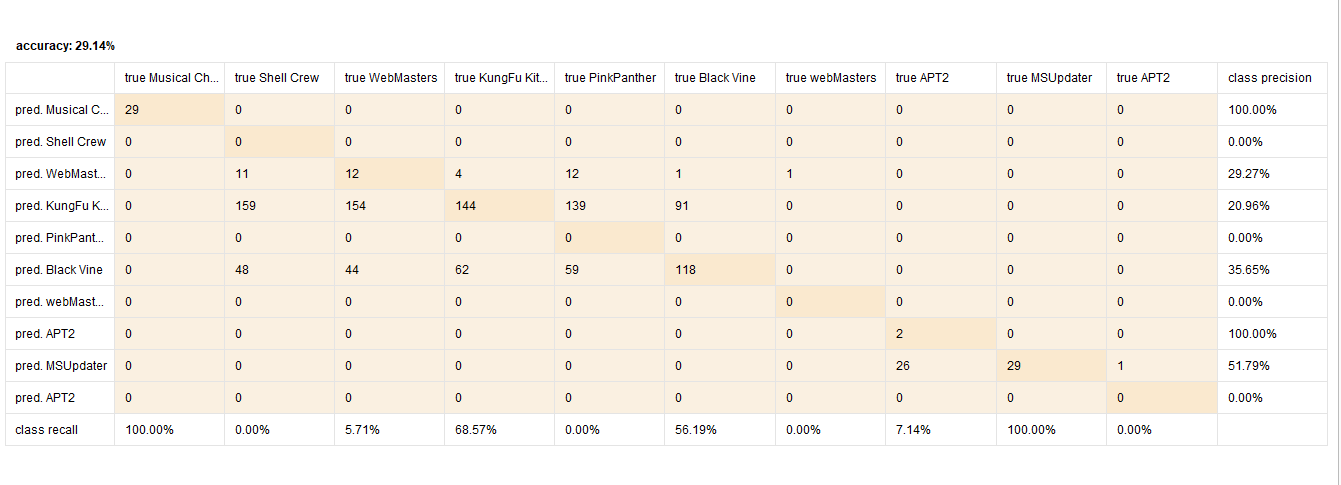 accuracy: 29.14%
true Musical Ch... true Shell Crew true WebMasters true KungFu Kit... true PinkPanther true Black Vine true webMasters true APT2 true MSUpdater true APT2 class precision
pred. Musical C... 29 0 0 0 0 0 0 0 0 0 100.00%
pred. Shell Crew 0 0 0 0 0 0 0 0 0 0 0.00%
pred. WebMast... 0 11 12 4 12 1 1 0 0 0 29.27%
pred. KungFu K... 0 159 154 144 139 91 0 0 0 0 20.96%
pred. PinkPant... 0 0 0 0 0 0 0 0 0 0 0.00%
pred. Black Vine 0 48 44 62 59 118 0 0 0 0 35.65%
pred. webMast... 0 0 0 0 0 0 0 0 0 0 0.00%
pred. APT2 0 0 0 0 0 0 0 2 0 0 100.00%
pred. MSUpdater 0 0 0 0 0 0 0 26 29 1 51.79%
pred. APT2 0 0 0 0 0 0 0 0 0 0 0.00%
class recall 100.00% 0.00% 5.71% 68.57% 0.00% 56.19% 0.00% 7.14% 100.00% 0.00%